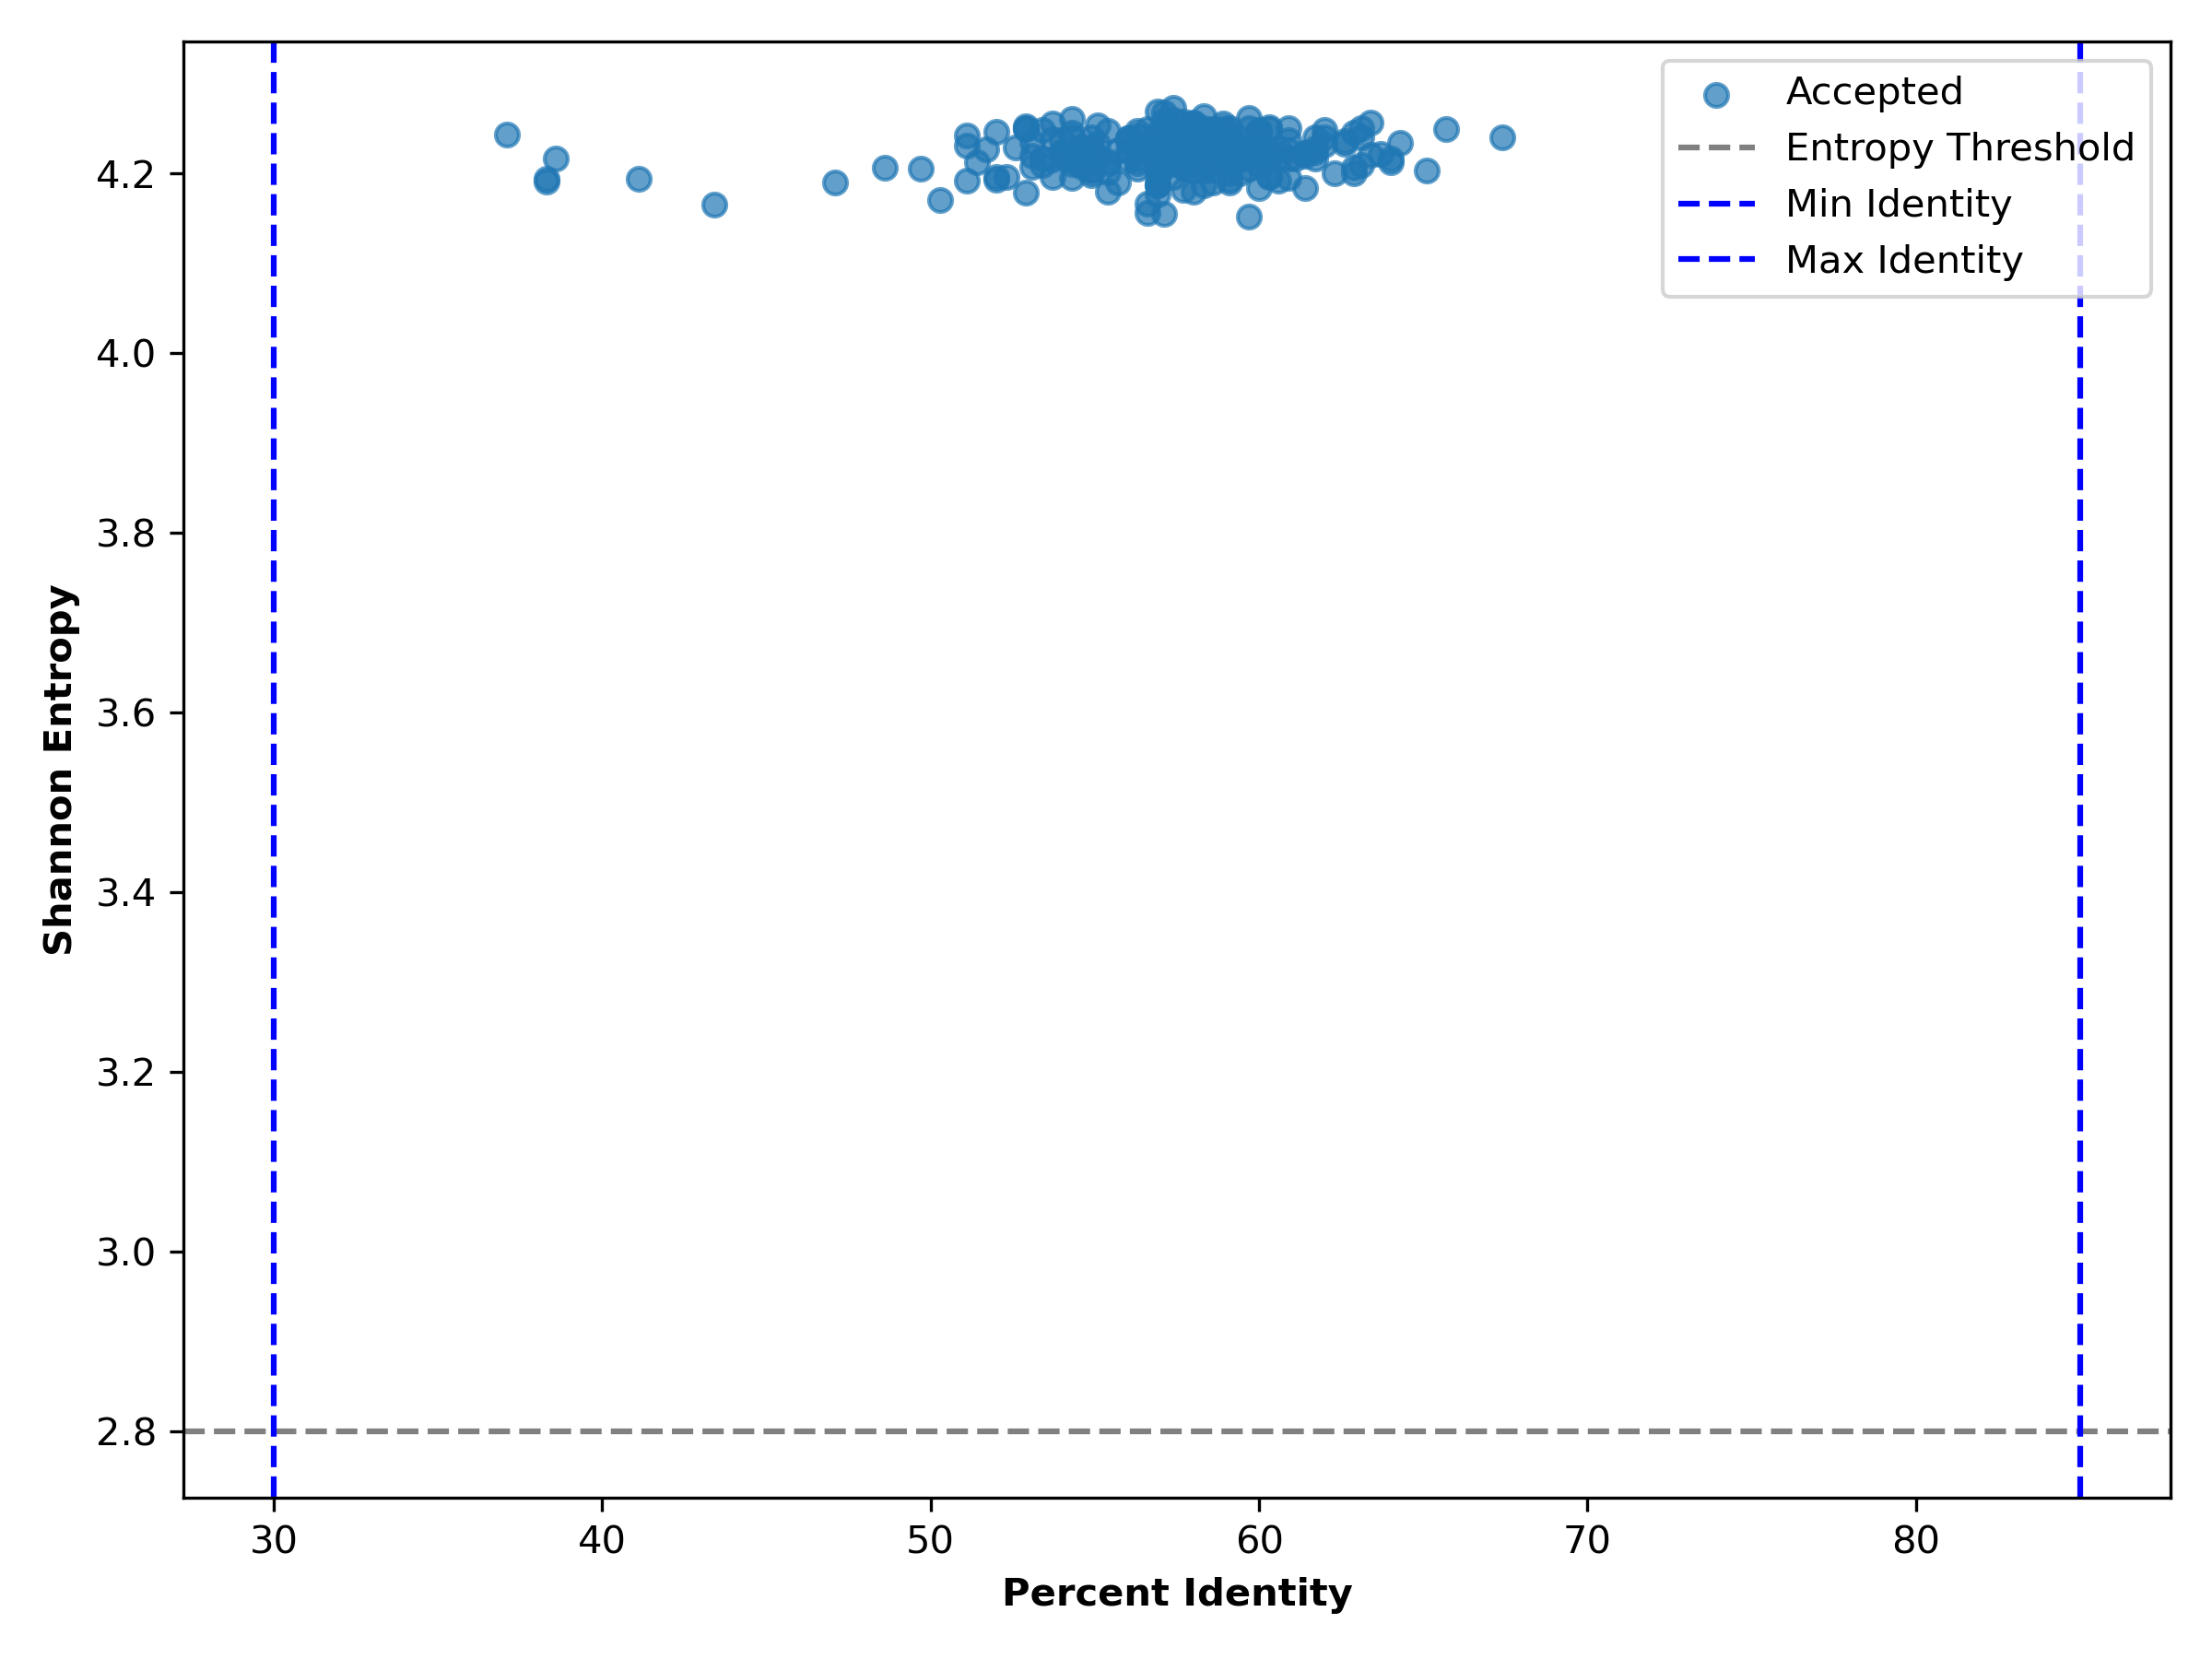 Accepted
Entropy Threshold
Min Identity
Max Identity
4.2
4.0
3.8
3.6
3.4
3.2
3.0
2.8
Shannon Entropy
30 40 50 60 70 80
Percent Identity